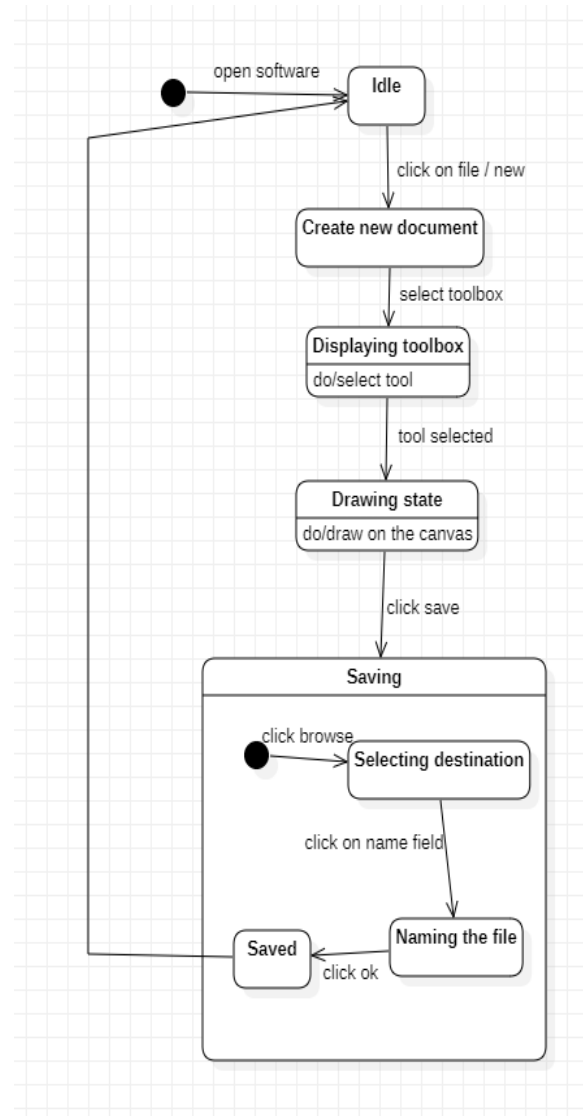 open software
Idle
click on file / new
Create new document
select toolbox
Displaying toolbox
do/select tool
tool selected
Drawing state
do/draw on the canvas
click save
Saving
click browse
Selecting destination
click on name field
Naming the file
Saved
click ok